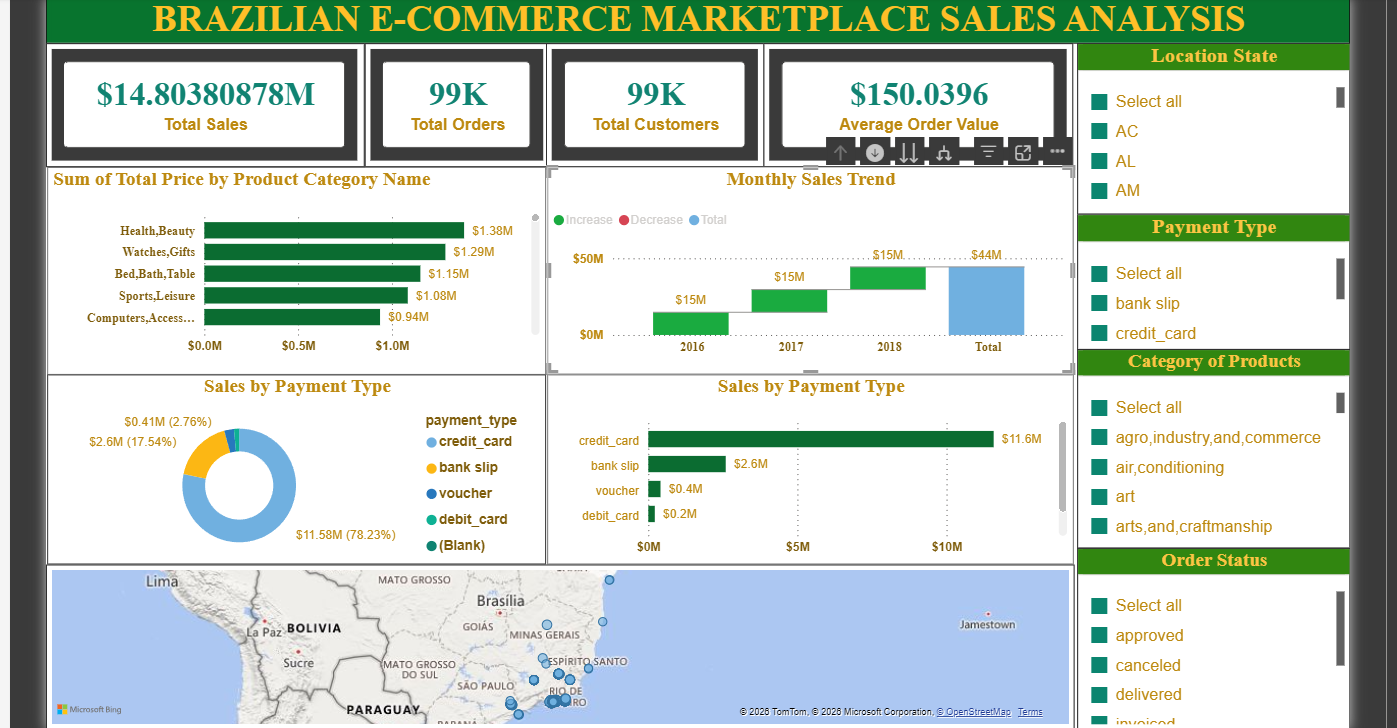 BRAZILIAN E-COMMERCE MARKETPLACE SALES ANALYSIS
$14.80380878M
Total Sales
99K
Total Orders
99K
Total Customers
$150.0396
Average Order Value
Sum of Total Price by Product Category Name
Health,Beauty
$1.38M
Watches,Gifts
$1.29M
Bed,Bath,Table
$1.15M
Sports,Leisure
$1.08M
Computers,Access...
$0.94M
$0.0M
$0.5M
$1.0M
Monthly Sales Trend
Increase
Decrease
Total
$50M
$0M
$15M
$15M
$15M
$44M
2016
2017
2018
Total
Sales by Payment Type
$0.41M (2.76%)
$2.6M (17.54%)
$11.58M (78.23%)
payment_type
credit_card
bank slip
voucher
debit_card
(Blank)
Sales by Payment Type
credit_card
$11.6M
bank slip
$2.6M
voucher
$0.4M
debit_card
$0.2M
$0M
$5M
$10M
Lima
MATO GROSSO
Brasília
La Paz
BOLIVIA
GOIÁS
MINAS GERAIS
Jamestown
Sucre
MATO GROSSO
DO SUL
ESPÍRITO SANTO
SÃO PAULO
RIO DE
PARAGUAY
Microsoft Bing
© 2026 TomTom, © 2026 Microsoft Corporation, © OpenStreetMap Terms
Location State
Select all
AC
AL
AM
Payment Type
Select all
bank slip
credit_card
Category of Products
Select all
agro,industry,and,commerce
air,conditioning
art
arts,and,craftmanship
Order Status
Select all
approved
canceled
delivered
invoiced